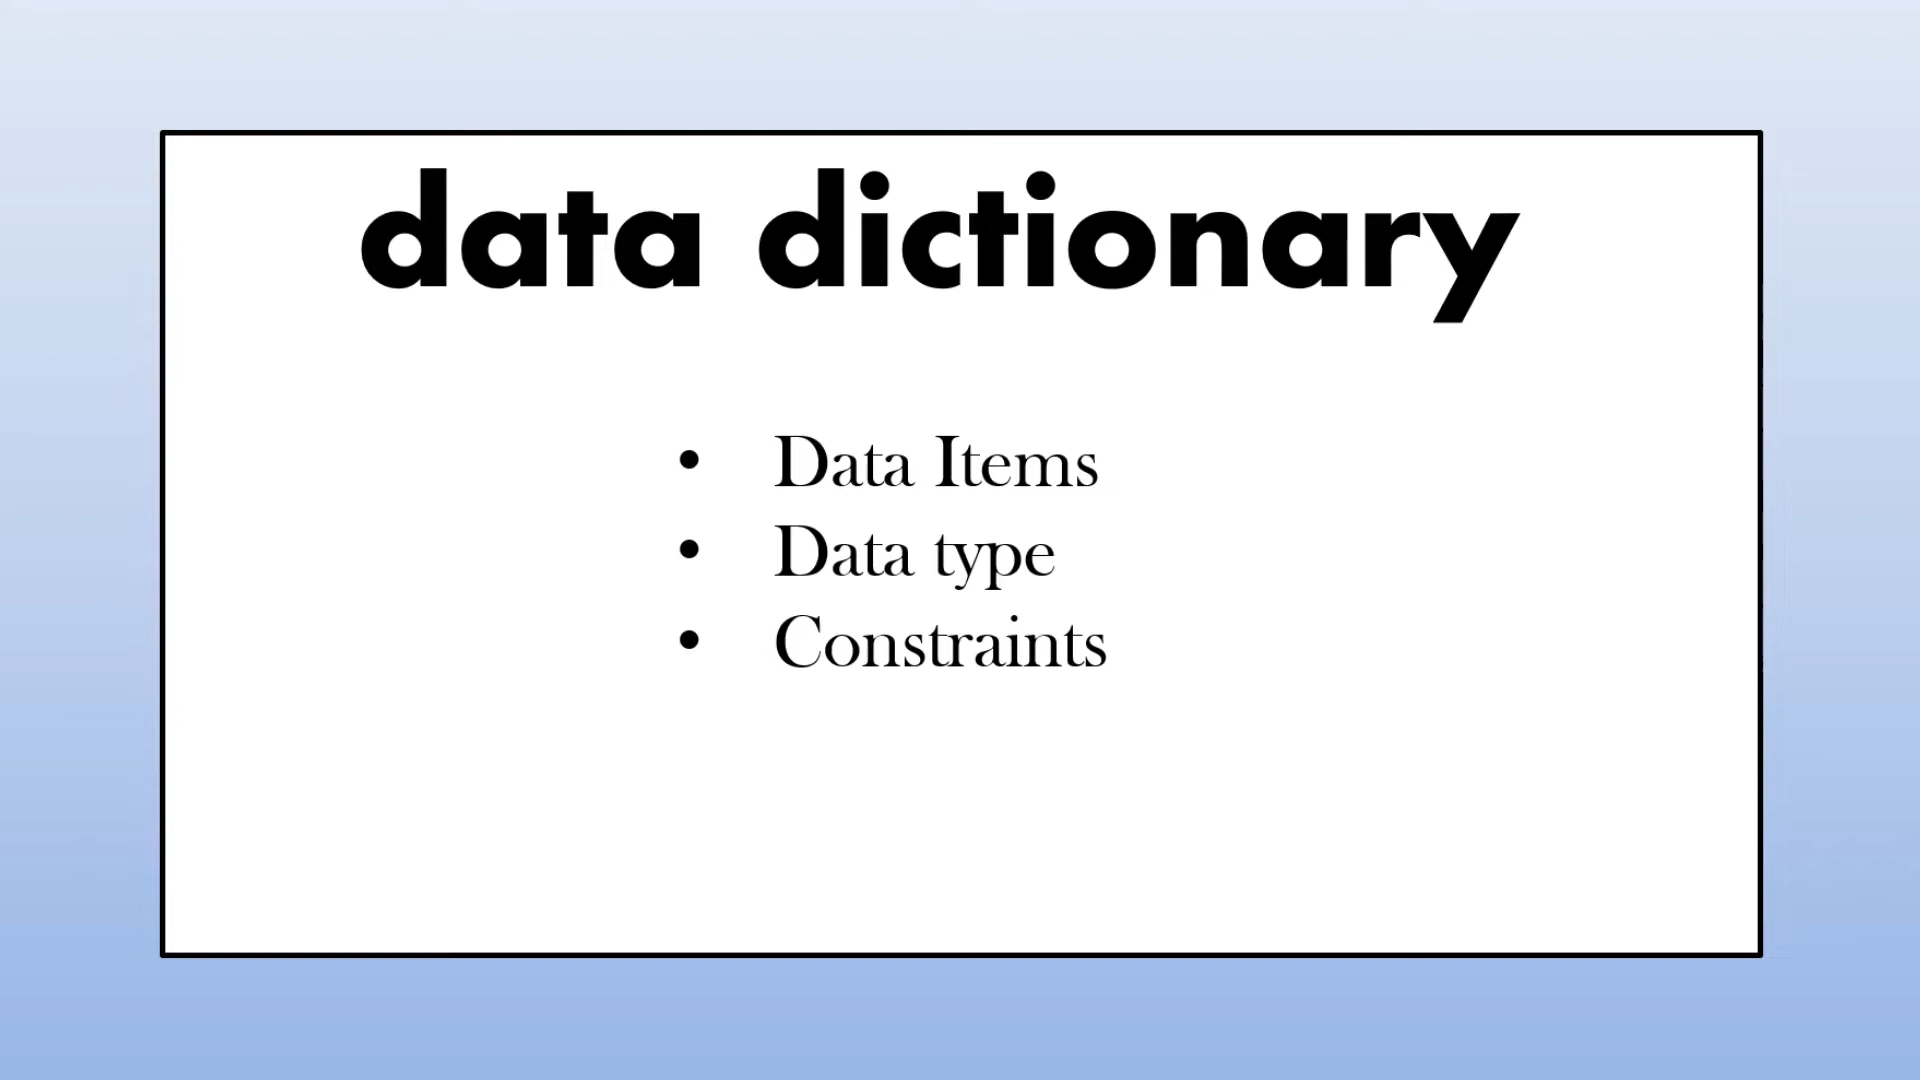 data dictionary
• Data Items
• Data type
• Constraints